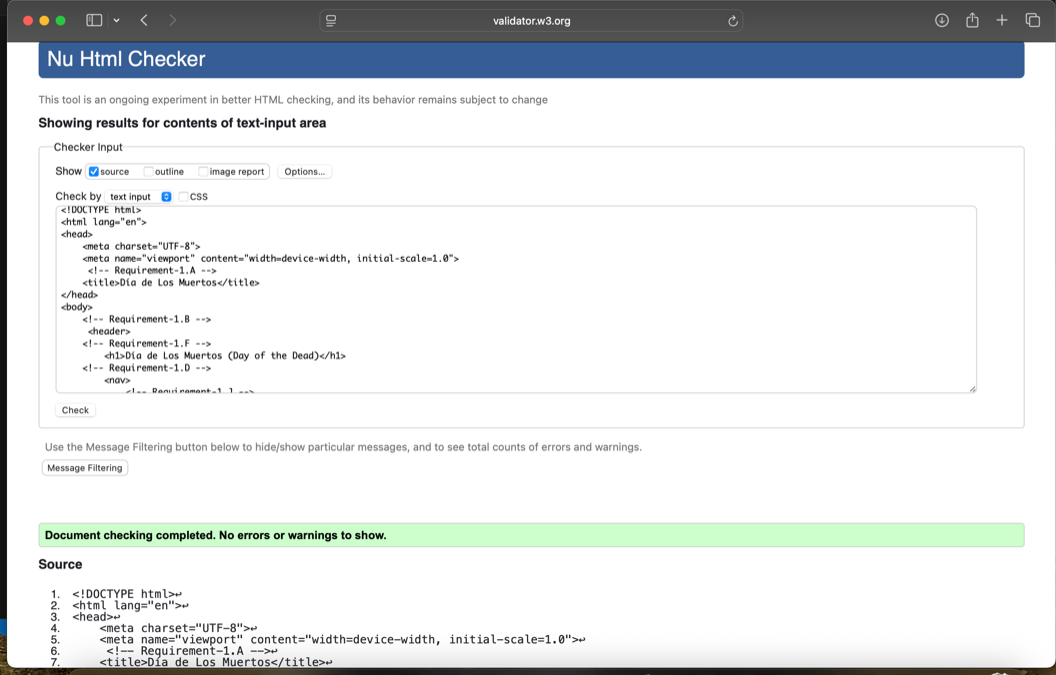 validator.w3.org
Nu Html Checker
This tool is an ongoing experiment in better HTML checking, and its behavior remains subject to change
Showing results for contents of text-input area
Checker Input
Show source outline image report Options...
Check by text input CSS
<!DOCTYPE html>
<html lang="en">
<head>
    <meta charset="UTF-8">
    <meta name="viewport" content="width=device-width, initial-scale=1.0">
     <!-- Requirement-1.A -->
    <title>Día de Los Muertos</title>
</head>
<body>
    <!-- Requirement-1.B -->
     <header>
    <!-- Requirement-1.F -->
        <h1>Día de Los Muertos (Day of the Dead)</h1>
    <!-- Requirement-1.D -->
        <nav>
            <!-- Requirement-1.J -->
Check
Use the Message Filtering button below to hide/show particular messages, and to see total counts of errors and warnings.
Message Filtering
Document checking completed. No errors or warnings to show.
Source
1. <!DOCTYPE html>↩
2. <html lang="en">↩
3. <head>↩
4.     <meta charset="UTF-8">↩
5.     <meta name="viewport" content="width=device-width, initial-scale=1.0">↩
6.      <!-- Requirement-1.A -->↩
7.     <title>Día de Los Muertos</title>↩